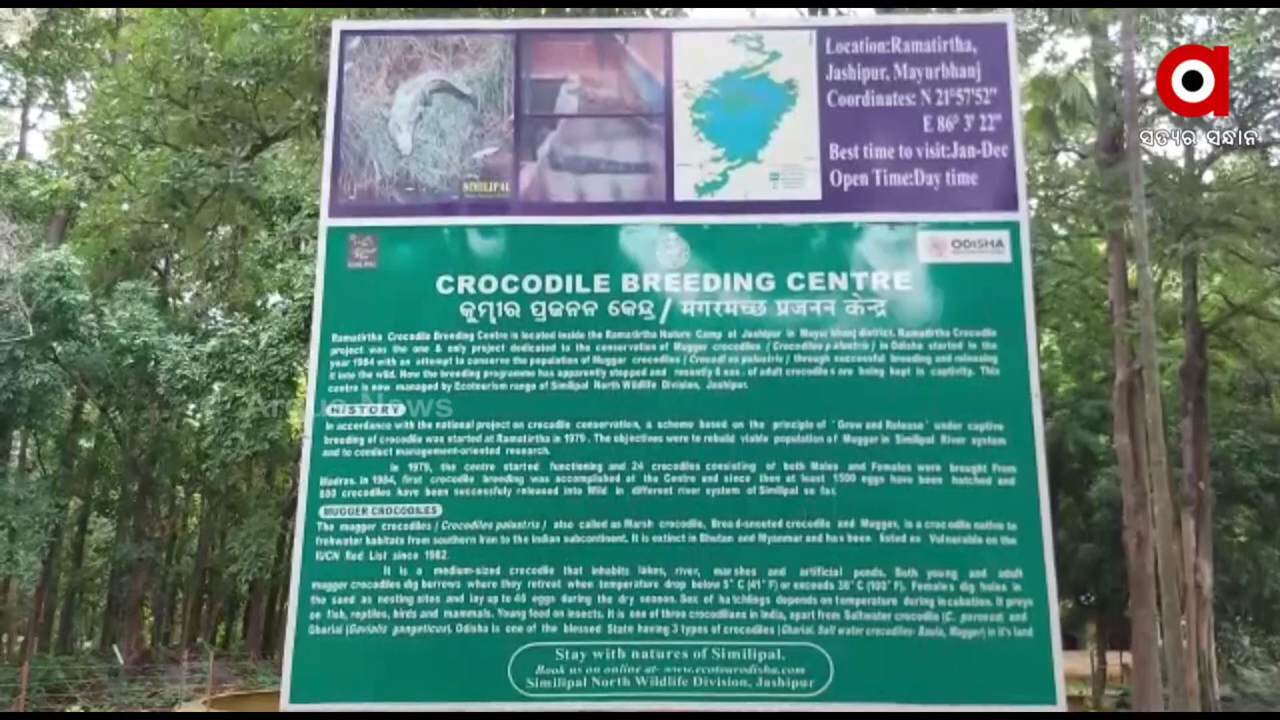 SIMILIPAL
Location:Ramatirtha,
Jashipur, Mayurbhanj
Coordinates: N 21°57'52"
E 86° 3' 22"
Best time to visit:Jan-Dec
Open Time:Day time
ସତ୍ୟର ସନ୍ଧାନ
ODISHA
CROCODILE BREEDING CENTRE
କୁମ୍ଭୀର ପ୍ରଜନନ କେନ୍ଦ୍ର / मगरमच्छ प्रजनन केन्द्र
Ramatirtha Crocodile Breeding Centre is located inside the Ramatirtha Nature Camp at Jashipur in Mayurbhanj district. Ramatirtha Crocodile
project was the one & only project dedicated to the conservation of Mugger crocodiles (Crocodiles palustris) in Odisha started in the
year 1984 with an attempt to conserve the population of Mugger crocodiles (Crocodiles palustris) through successful breeding and releasing
it into the wild. Now the breeding programme has apparently stopped and recently 8 nos. of adult crocodiles are being kept in captivity. This
centre is now managed by Ecotourism range of Similipal North Wildlife Division, Jashipur.
Argus News
HISTORY
In accordance with the national project on crocodile conservation, a scheme based on the principle of "Grow and Release" under captive
breeding of crocodile was started at Ramatirtha in 1979. The objectives were to rebuild viable population of Mugger in Similipal River system
and to conduct management-oriented research.
In 1979, the centre started functioning and 24 crocodiles consisting of both Males and Females were brought From
Madras. In 1984, first crocodile breeding was accomplished at the Centre and since then at least 1500 eggs have been hatched and
800 crocodiles have been successfuly released into Wild in different river system of Similipal so far.
MUGGER CROCODILES
The mugger crocodiles (Crocodiles palustris) also called as Marsh crocodile, Broad-snouted crocodile and Mugger, is a crocodile native to
freshwater habitats from southern Iran to the Indian subcontinent. It is extinct in Bhutan and Myanmar and has been listed as Vulnerable on the
IUCN Red List since 1982.
It is a medium-sized crocodile that inhabits lakes, river, marshes and artificial ponds. Both young and adult
mugger crocodiles dig burrows where they retreat when temperature drop below 5° C (41° F) or exceeds 38° C (100° F). Females dig holes in
the sand as nesting sites and lay up to 46 eggs during the dry season. Sex of hatchlings depends on temperature during incubation. It preys
on fish, reptiles, birds and mammals. Young feed on insects. It is one of three crocodilians in India, apart from Saltwater crocodile (C. porosus) and
Gharial (Gavialis gangeticus). Odisha is one of the blessed State having 3 types of crocodiles (Gharial, Salt water crocodiles- Baula, Mugger) in it's land
Stay with natures of Similipal,
Book us on online at- www.ecotourodisha.com
Similipal North Wildlife Division, Jashipur